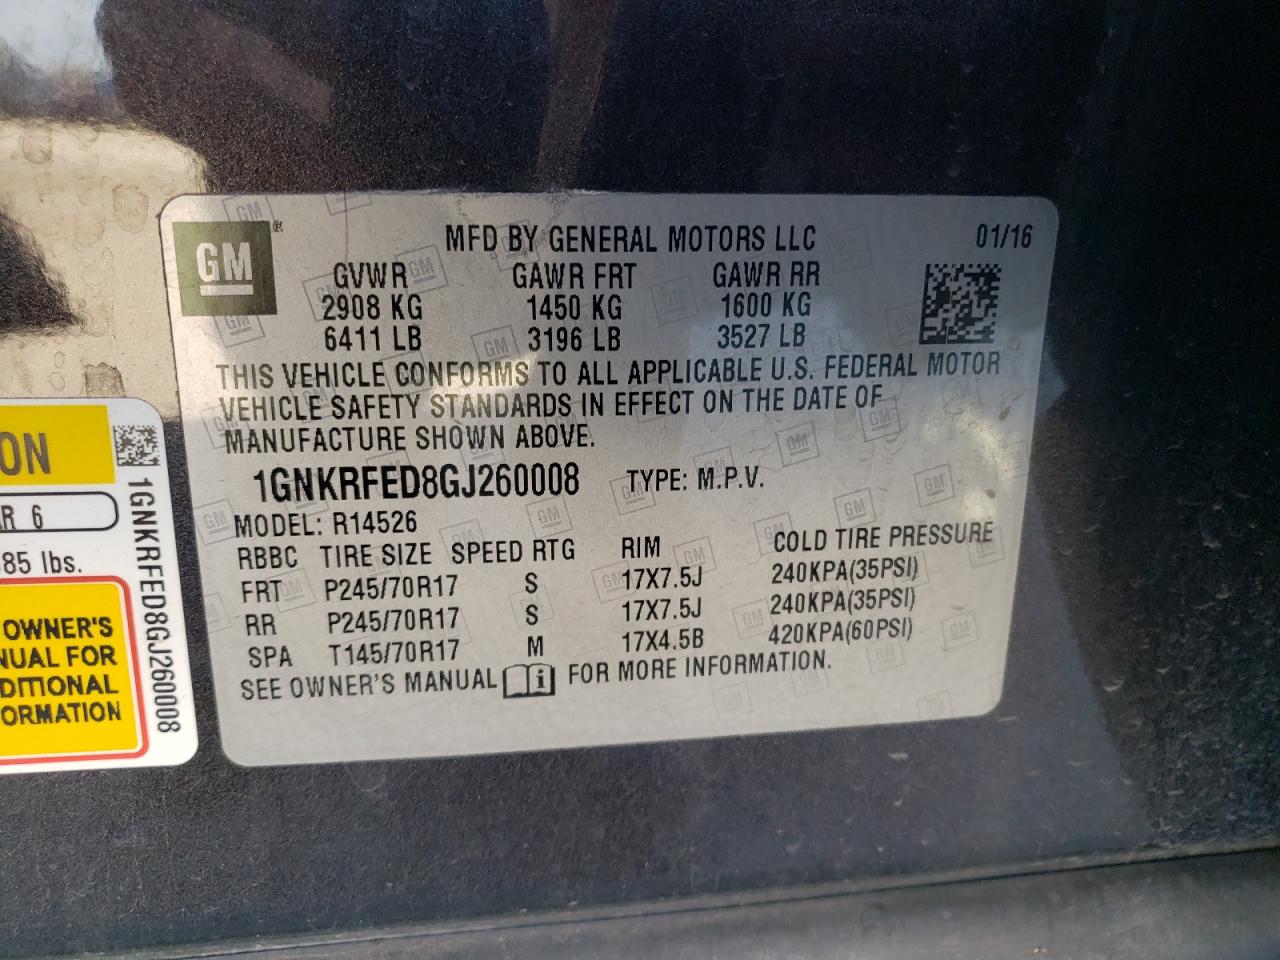 GM
MFD BY GENERAL MOTORS LLC 01/16
GVWR GAWR FRT GAWR RR
2908 KG 1450 KG 1600 KG
6411 LB 3196 LB 3527 LB
THIS VEHICLE CONFORMS TO ALL APPLICABLE U.S. FEDERAL MOTOR
VEHICLE SAFETY STANDARDS IN EFFECT ON THE DATE OF
MANUFACTURE SHOWN ABOVE.
1GNKRFED8GJ260008 TYPE: M.P.V.
MODEL: R14526
RBBC TIRE SIZE SPEED RTG RIM COLD TIRE PRESSURE
FRT P245/70R17 S 17X7.5J 240KPA(35PSI)
RR P245/70R17 S 17X7.5J 240KPA(35PSI)
SPA T145/70R17 M 17X4.5B 420KPA(60PSI)
SEE OWNER'S MANUAL FOR MORE INFORMATION.
ON
R 6
85 lbs.
OWNER'S
NUAL FOR
DITIONAL
ORMATION
1GNKRFED8GJ260008